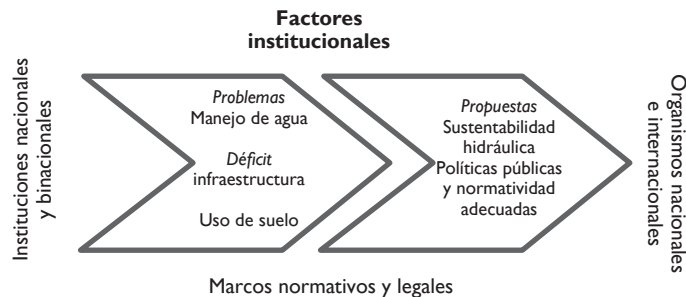 Factores
institucionales
Instituciones nacionales
y binacionales
Problemas
Manejo de agua
Déficit
infraestructura
Uso de suelo
Propuestas
Sustentabilidad
hidráulica
Políticas públicas
y normatividad
adecuadas
Organismos nacionales
e internacionales
Marcos normativos y legales